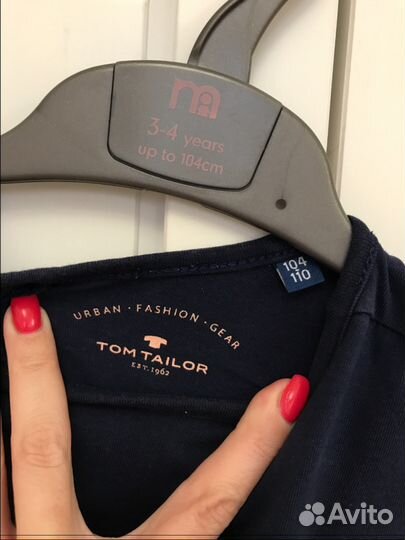 m
3-4 years
up to 104cm
104
110
URBAN · FASHION · GEAR
TOM TAILOR
EST. 1962
Avito